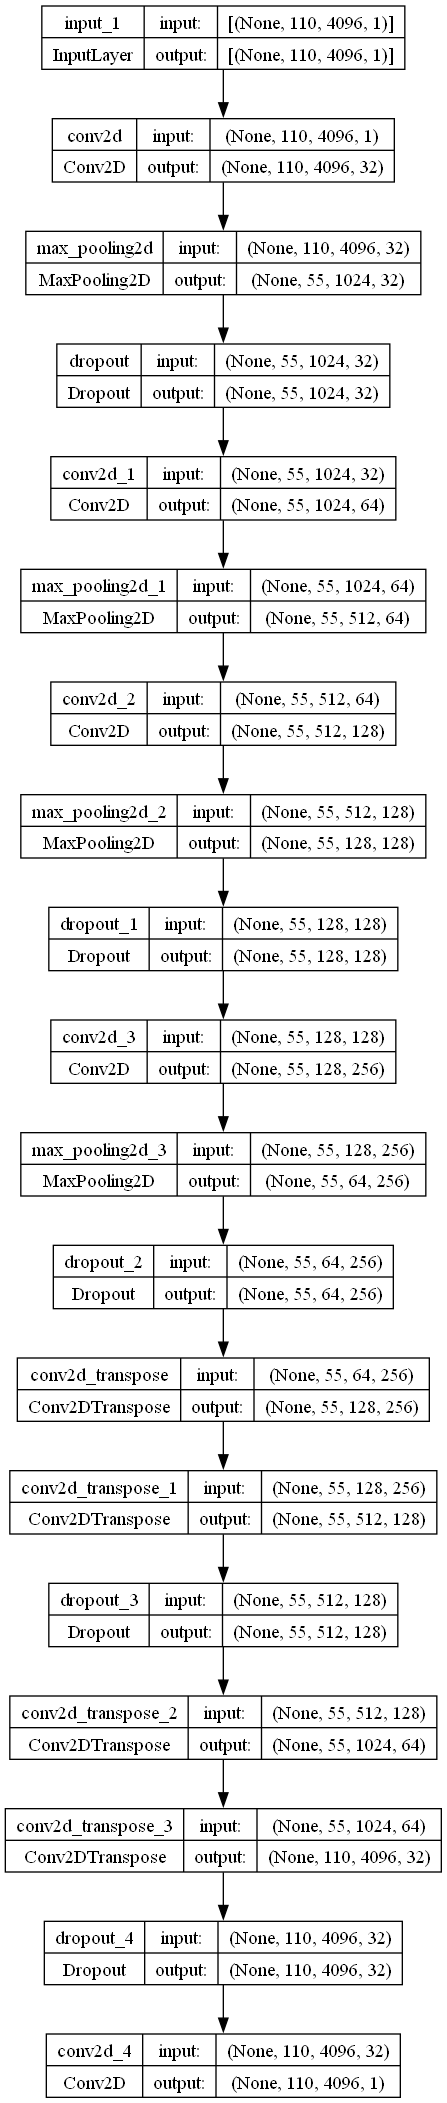 input_1 input: [(None, 110, 4096, 1)]
InputLayer output: [(None, 110, 4096, 1)]
conv2d input: (None, 110, 4096, 1)
Conv2D output: (None, 110, 4096, 32)
max_pooling2d input: (None, 110, 4096, 32)
MaxPooling2D output: (None, 55, 1024, 32)
dropout input: (None, 55, 1024, 32)
Dropout output: (None, 55, 1024, 32)
conv2d_1 input: (None, 55, 1024, 32)
Conv2D output: (None, 55, 1024, 64)
max_pooling2d_1 input: (None, 55, 1024, 64)
MaxPooling2D output: (None, 55, 512, 64)
conv2d_2 input: (None, 55, 512, 64)
Conv2D output: (None, 55, 512, 128)
max_pooling2d_2 input: (None, 55, 512, 128)
MaxPooling2D output: (None, 55, 128, 128)
dropout_1 input: (None, 55, 128, 128)
Dropout output: (None, 55, 128, 128)
conv2d_3 input: (None, 55, 128, 128)
Conv2D output: (None, 55, 128, 256)
max_pooling2d_3 input: (None, 55, 128, 256)
MaxPooling2D output: (None, 55, 64, 256)
dropout_2 input: (None, 55, 64, 256)
Dropout output: (None, 55, 64, 256)
conv2d_transpose input: (None, 55, 64, 256)
Conv2DTranspose output: (None, 55, 128, 256)
conv2d_transpose_1 input: (None, 55, 128, 256)
Conv2DTranspose output: (None, 55, 512, 128)
dropout_3 input: (None, 55, 512, 128)
Dropout output: (None, 55, 512, 128)
conv2d_transpose_2 input: (None, 55, 512, 128)
Conv2DTranspose output: (None, 55, 1024, 64)
conv2d_transpose_3 input: (None, 55, 1024, 64)
Conv2DTranspose output: (None, 110, 4096, 32)
dropout_4 input: (None, 110, 4096, 32)
Dropout output: (None, 110, 4096, 32)
conv2d_4 input: (None, 110, 4096, 32)
Conv2D output: (None, 110, 4096, 1)